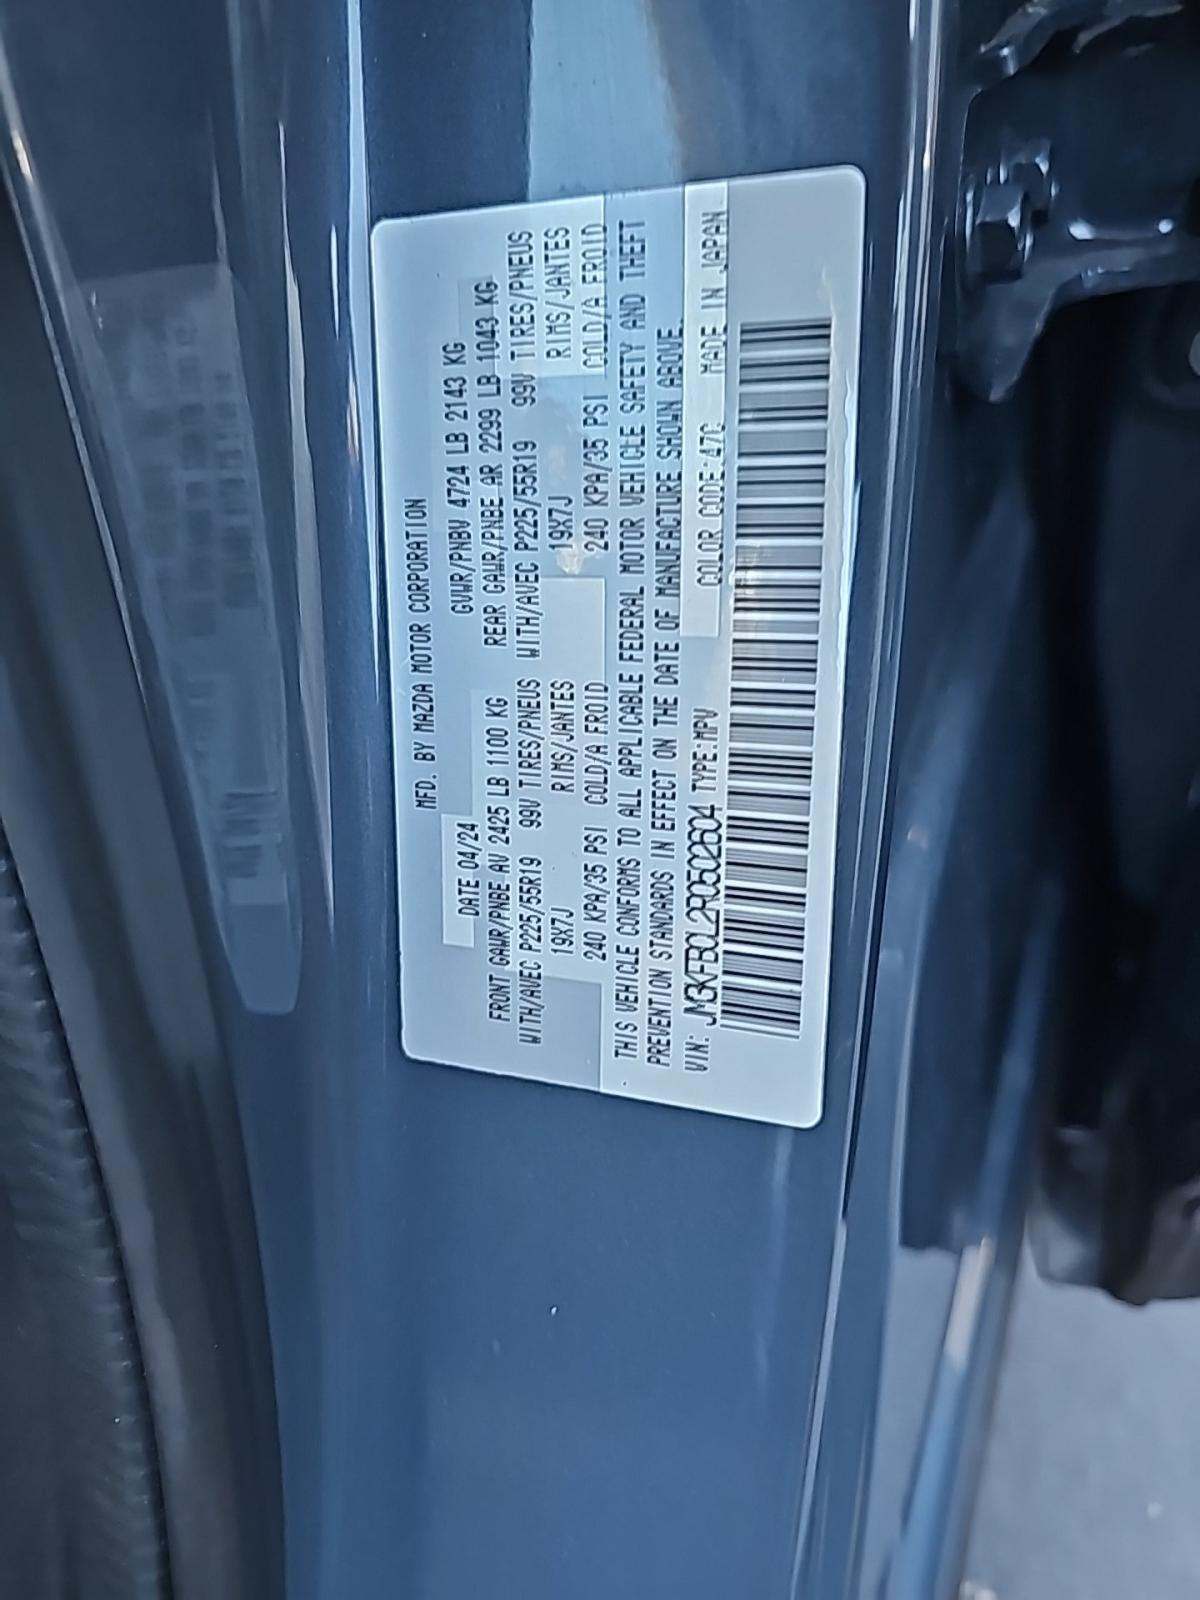 MFD. BY MAZDA MOTOR CORPORATION
DATE 04/24 GVWR/PNBV 4724 LB 2143 KG
FRONT GAWR/PNBE AV 2425 LB 1100 KG REAR GAWR/PNBE AR 2299 LB 1043 KG
WITH/AVEC P225/55R19 99V TIRES/PNEUS WITH/AVEC P225/55R19 99V TIRES/PNEUS
19X7J RIMS/JANTES 19X7J RIMS/JANTES
240 KPA/35 PSI COLD/A FROID 240 KPA/35 PSI COLD/A FROID
THIS VEHICLE CONFORMS TO ALL APPLICABLE FEDERAL MOTOR VEHICLE SAFETY AND THEFT
PREVENTION STANDARDS IN EFFECT ON THE DATE OF MANUFACTURE SHOWN ABOVE.
VIN: JM3KFBCL2R0502604 TYPE:MPV COLOR CODE:47C MADE IN JAPAN